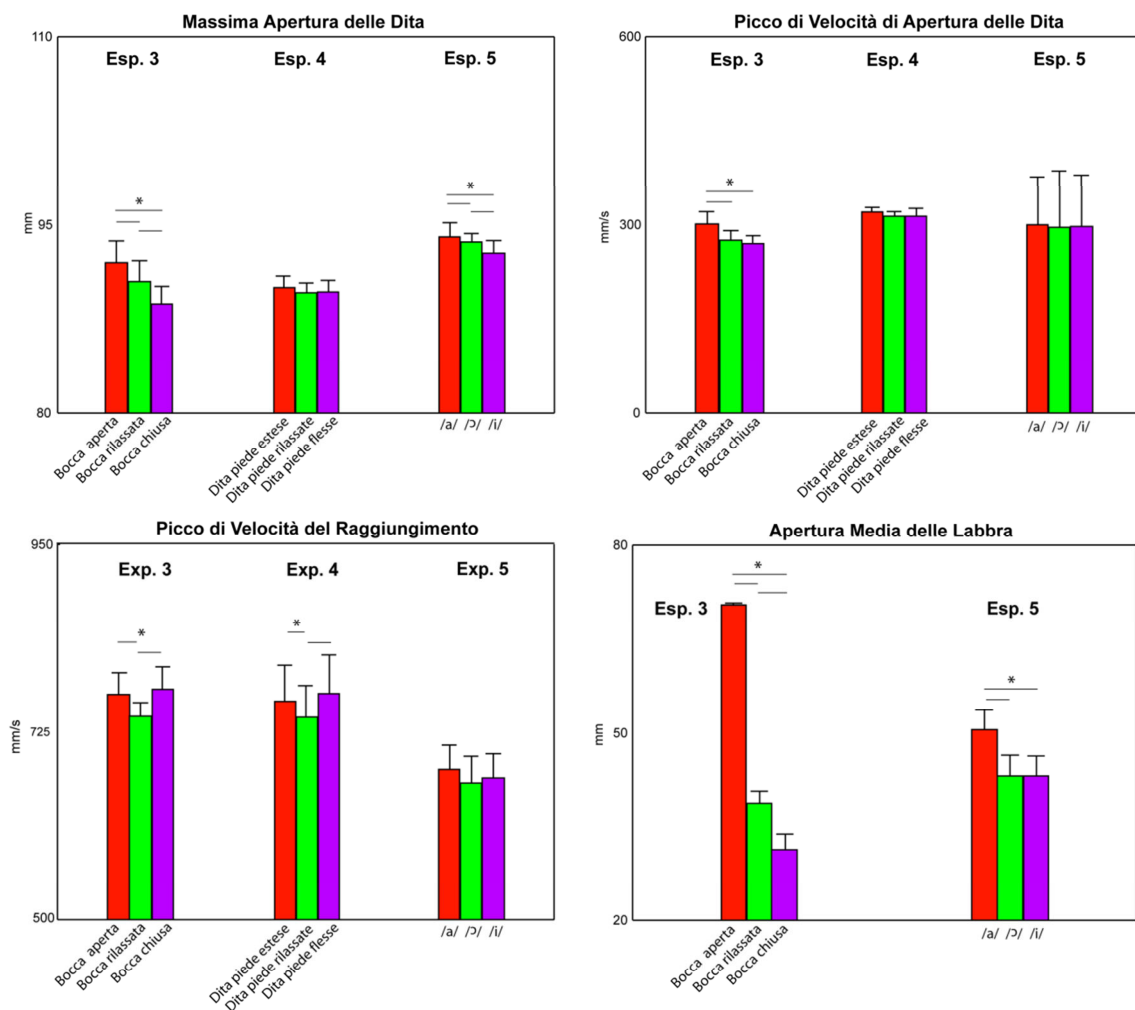 Massima Apertura delle Dita
110
Esp. 3
Esp. 4
Esp. 5
*
*
95
mm
80
Bocca aperta
Bocca rilassata
Bocca chiusa
Dita piede estese
Dita piede rilassate
Dita piede flesse
/a/ /ɔ/ /i/
Picco di Velocità di Apertura delle Dita
600
Esp. 3
Esp. 4
Esp. 5
*
300
mm/s
0
Bocca aperta
Bocca rilassata
Bocca chiusa
Dita piede estese
Dita piede rilassate
Dita piede flesse
/a/ /ɔ/ /i/
Picco di Velocità del Raggiungimento
950
Exp. 3
Exp. 4
Exp. 5
*
*
725
mm/s
500
Bocca aperta
Bocca rilassata
Bocca chiusa
Dita piede estese
Dita piede rilassate
Dita piede flesse
/a/ /ɔ/ /i/
Apertura Media delle Labbra
80
Esp. 3
Esp. 5
*
*
50
mm
20
Bocca aperta
Bocca rilassata
Bocca chiusa
/a/ /ɔ/ /i/